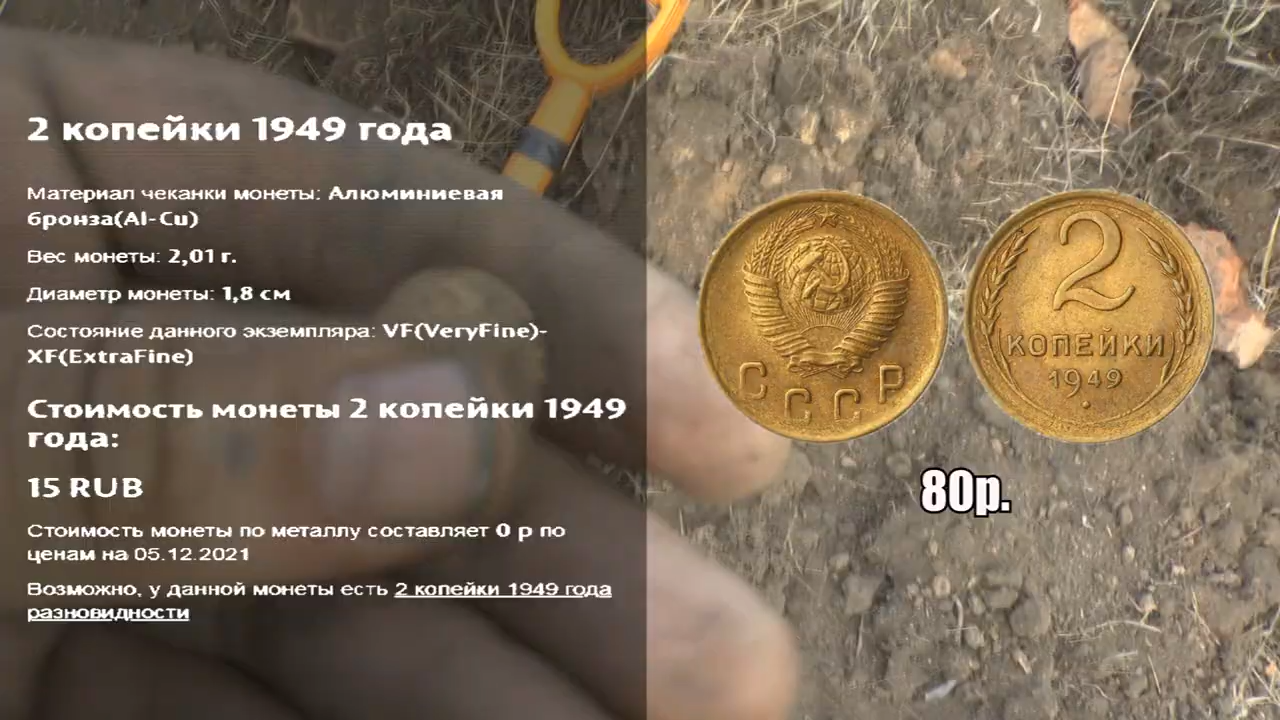 2 копейки 1949 года
Материал чеканки монеты: Алюминиевая
бронза(Al-Cu)
Вес монеты: 2,01 г.
Диаметр монеты: 1,8 см
Состояние данного экземпляра: VF(VeryFine)-
XF(ExtraFine)
Стоимость монеты 2 копейки 1949
года:
15 RUB
Стоимость монеты по металлу составляет 0 р по
ценам на 05.12.2021
Возможно, у данной монеты есть 2 копейки 1949 года
разновидности
СССР
2
КОПЕЙКИ
1949
80р.